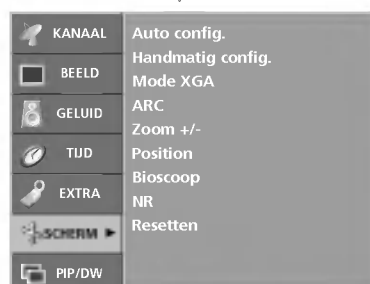 KANAAL
BEELD
GELUID
TIJD
EXTRA
SCHERM
PIP/DW
Auto config.
Handmatig config.
Mode XGA
ARC
Zoom +/-
Position
Bioscoop
NR
Resetten